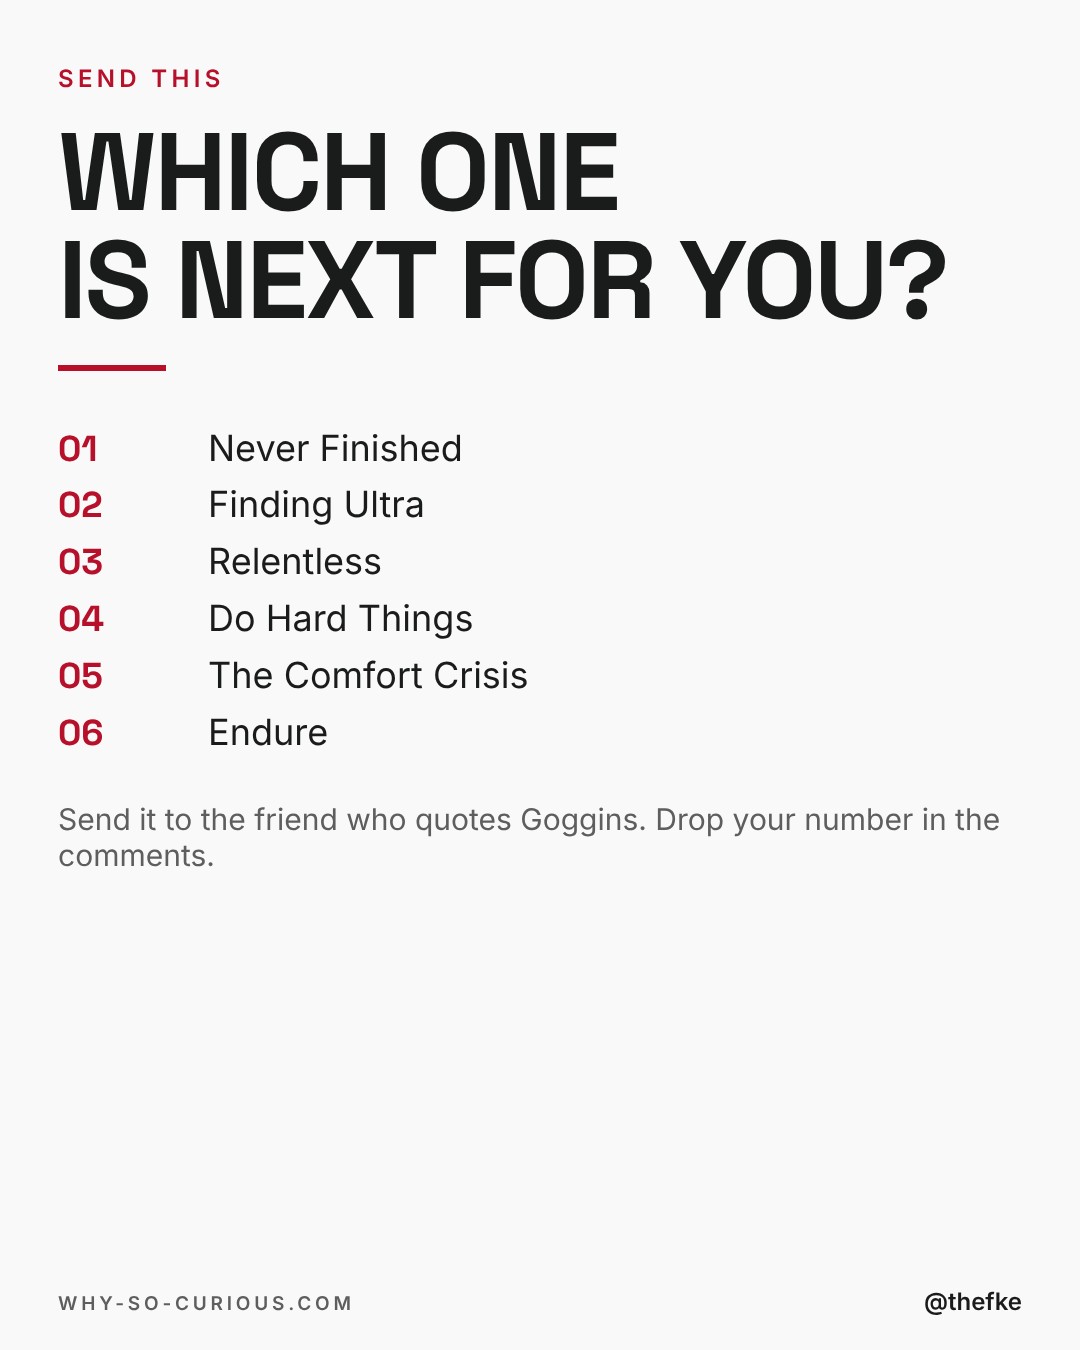 SEND THIS
WHICH ONE
IS NEXT FOR YOU?
01 Never Finished
02 Finding Ultra
03 Relentless
04 Do Hard Things
05 The Comfort Crisis
06 Endure
Send it to the friend who quotes Goggins. Drop your number in the
comments.
WHY-SO-CURIOUS.COM
@thefke